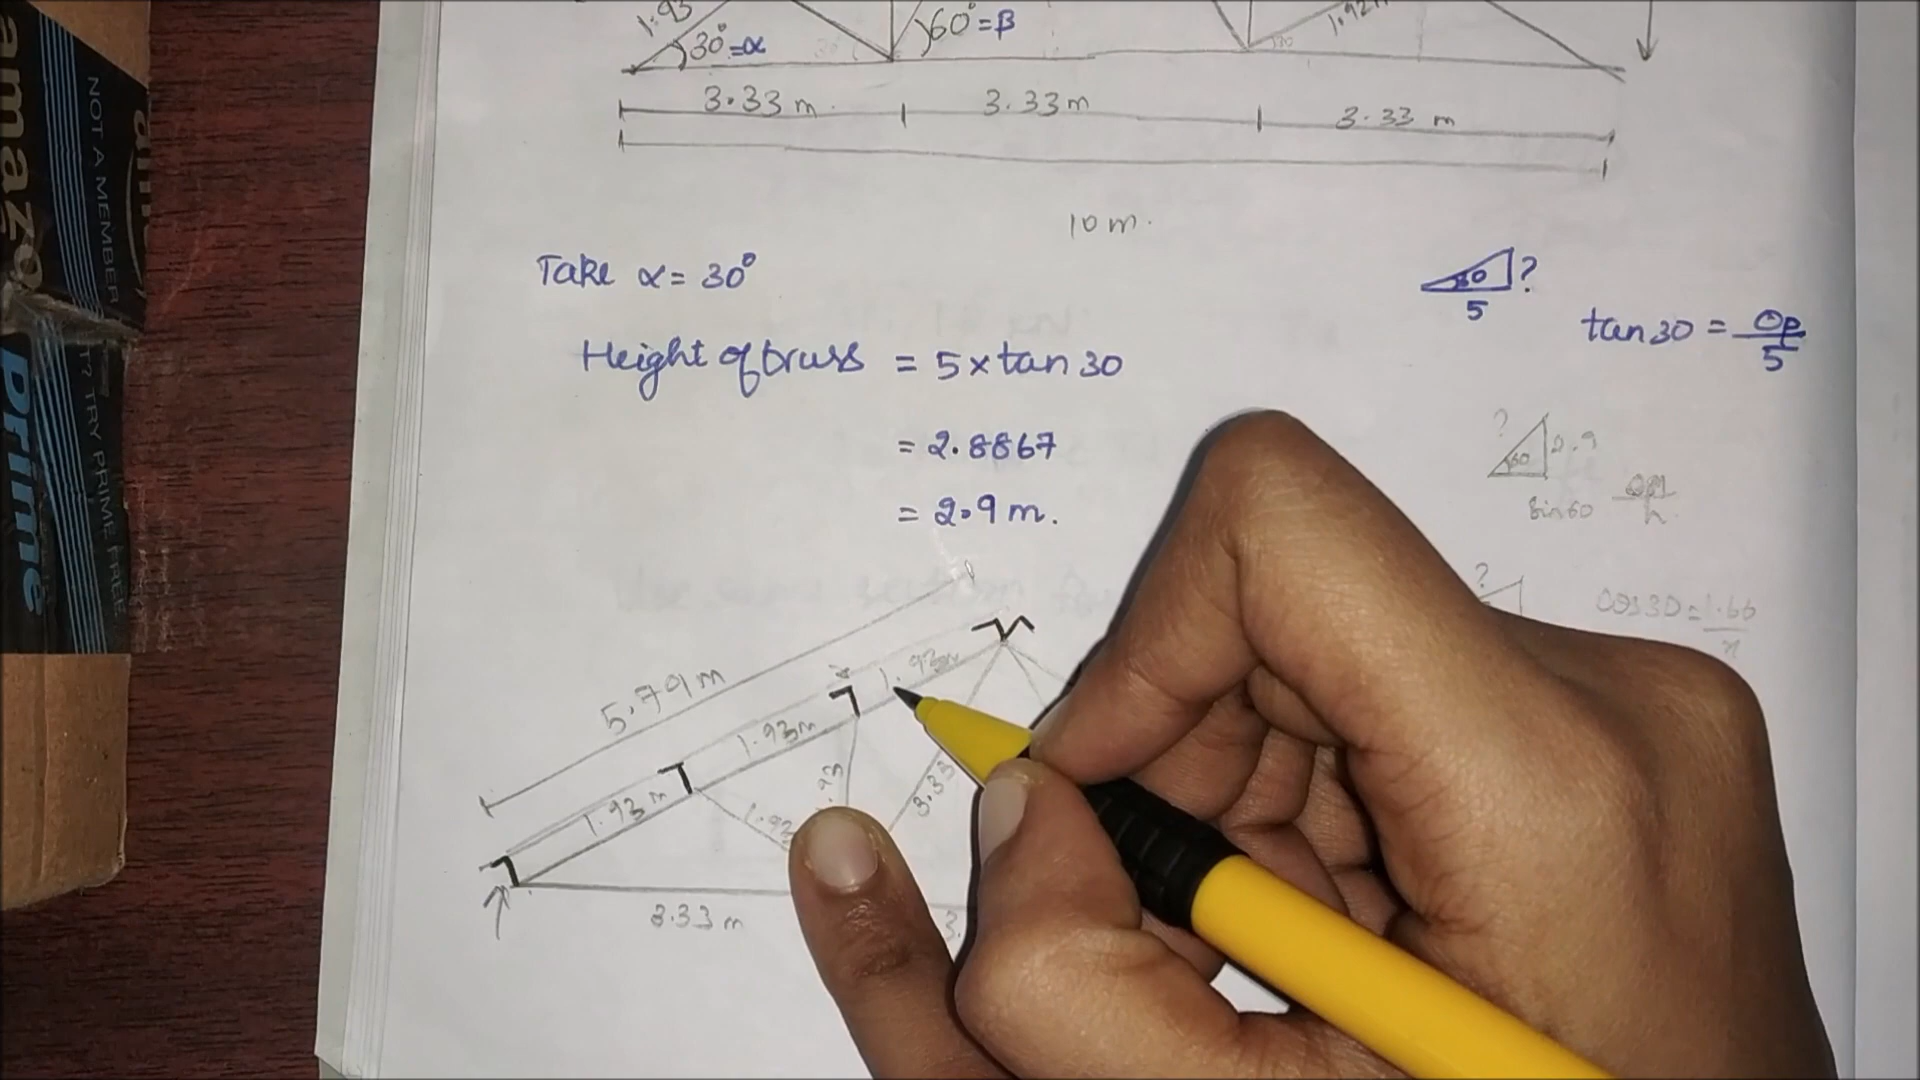 1.93
30°=α
60°=β
1.92
3.33 m.
3.33 m
3.33 m
10 m.
Take α = 30°
30
?
5
tan 30 = Op
5
Height of truss = 5 x tan 30
= 2.8867
= 2.9 m.
?
60
2.9
Sin 60
h
?
Cos 30 = 1.66
x
5.79 m
1.93 m
1.93 m
1.93m
1.93
1.93
3.33
3.33 m
3.
amazon
Prime
NOT A MEMBER
T? TRY PRIME FREE